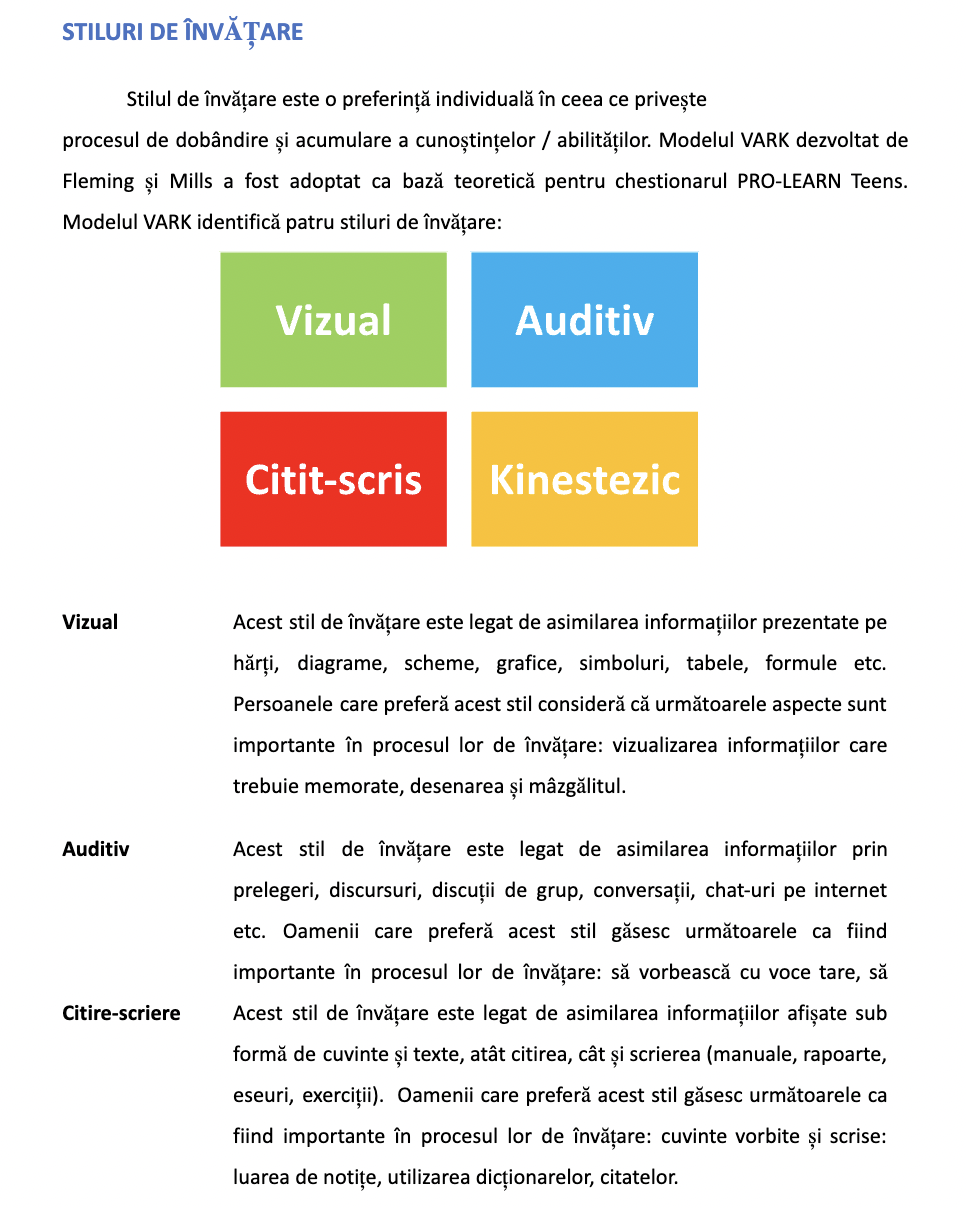 STILURI DE ÎNVĂȚARE
Stilul de învățare este o preferință individuală în ceea ce privește
procesul de dobândire și acumulare a cunoștințelor / abilităților. Modelul VARK dezvoltat de
Fleming și Mills a fost adoptat ca bază teoretică pentru chestionarul PRO-LEARN Teens.
Modelul VARK identifică patru stiluri de învățare:
Vizual
Auditiv
Citit-scris
Kinestezic
Vizual
Acest stil de învățare este legat de asimilarea informațiilor prezentate pe
hărți, diagrame, scheme, grafice, simboluri, tabele, formule etc.
Persoanele care preferă acest stil consideră că următoarele aspecte sunt
importante în procesul lor de învățare: vizualizarea informațiilor care
trebuie memorate, desenarea și mâzgălitul.
Auditiv
Acest stil de învățare este legat de asimilarea informațiilor prin
prelegeri, discursuri, discuții de grup, conversații, chat-uri pe internet
etc. Oamenii care preferă acest stil găsesc următoarele ca fiind
importante în procesul lor de învățare: să vorbească cu voce tare, să
Citire-scriere
Acest stil de învățare este legat de asimilarea informațiilor afișate sub
formă de cuvinte și texte, atât citirea, cât și scrierea (manuale, rapoarte,
eseuri, exerciții). Oamenii care preferă acest stil găsesc următoarele ca
fiind importante în procesul lor de învățare: cuvinte vorbite și scrise:
luarea de notițe, utilizarea dicționarelor, citatelor.